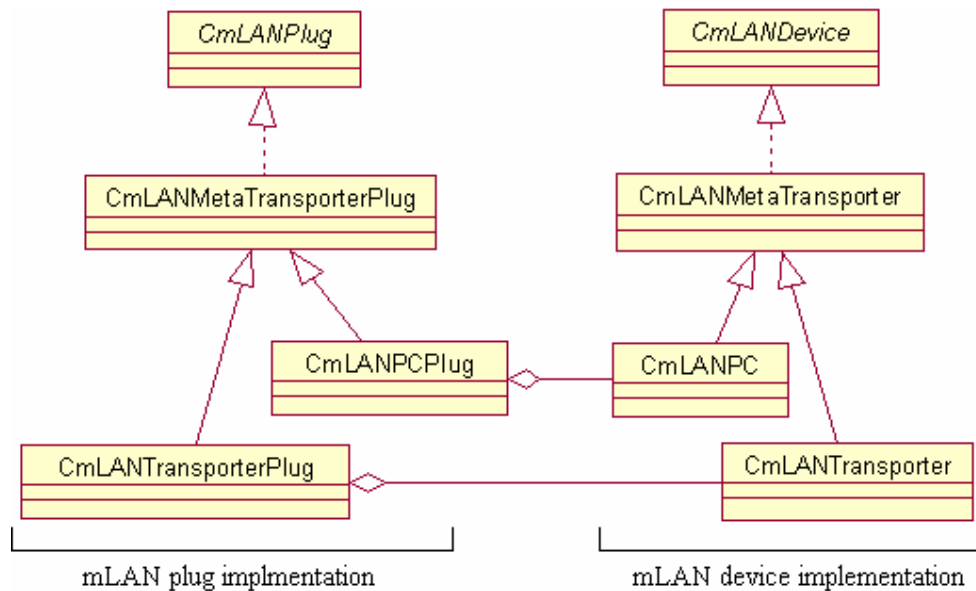 CmLANPlug
CmLANDevice
CmLANMetaTransporterPlug
CmLANMetaTransporter
CmLANPCPlug
CmLANPC
CmLANTransporterPlug
CmLANTransporter
mLAN plug implmentation
mLAN device implementation